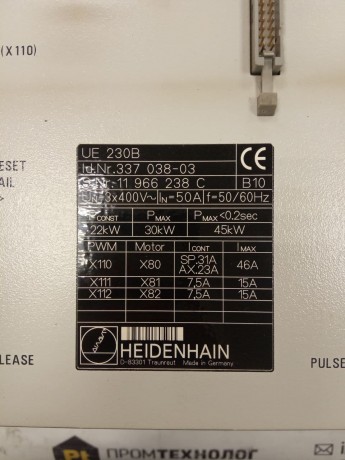 (X110)
RESET
AIL
UE 230B
Id.Nr.337 038-03
S.Nr.11 966 238 C
B10
3x400V~ IN=50A f=50/60Hz
PCONST PMAX PMAX<0.2sec
22kW 30kW 45kW
PWM Motor ICONT IMAX
X110 X80 SP.31A AX.23A 46A
X111 X81 7,5A 15A
X112 X82 7,5A 15A
HEIDENHAIN
D-83301 Traunreut Made in Germany
LEASE
PULSE
Pt ПРОМТЕХНОЛОГ